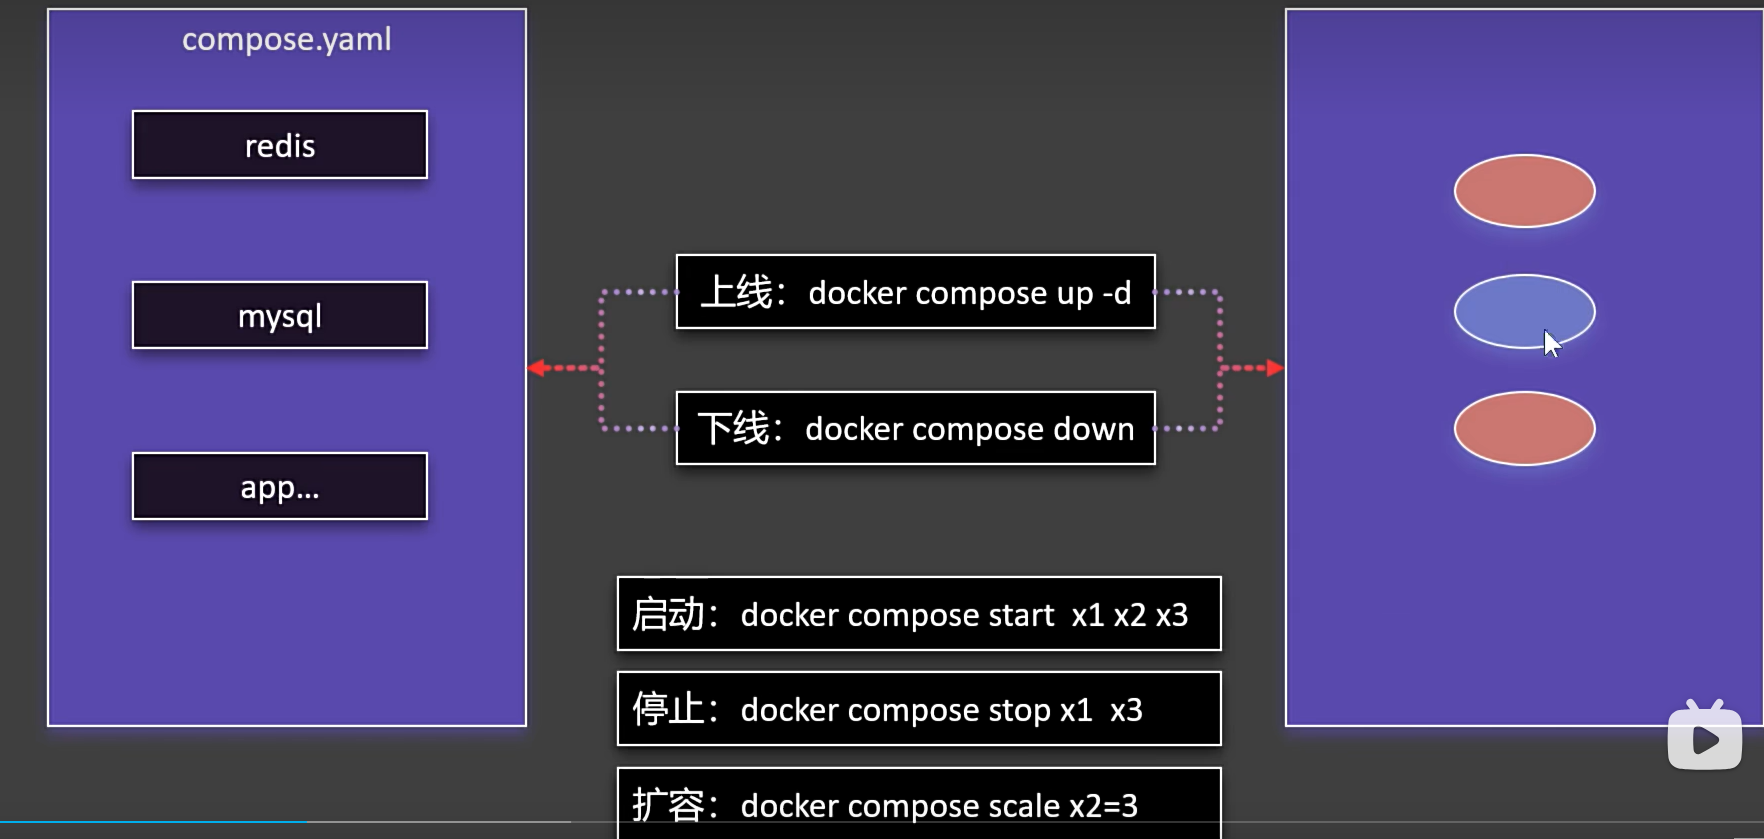 compose.yaml
redis
mysql
app...
上线：docker compose up -d
下线：docker compose down
启动：docker compose start  x1 x2 x3
停止：docker compose stop x1  x3
扩容：docker compose scale x2=3